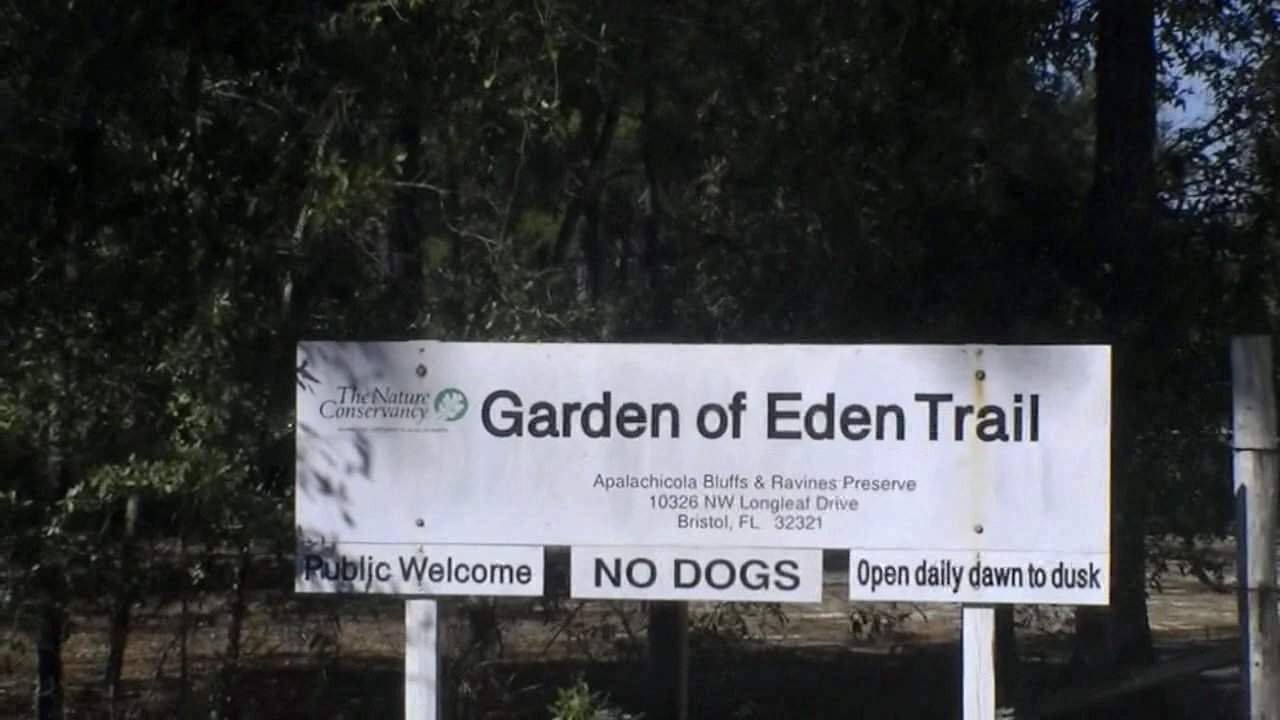 The Nature
Conservancy
Garden of Eden Trail
Apalachicola Bluffs & Ravines Preserve
10326 NW Longleaf Drive
Bristol, FL 32321
Public Welcome
NO DOGS
Open daily dawn to dusk